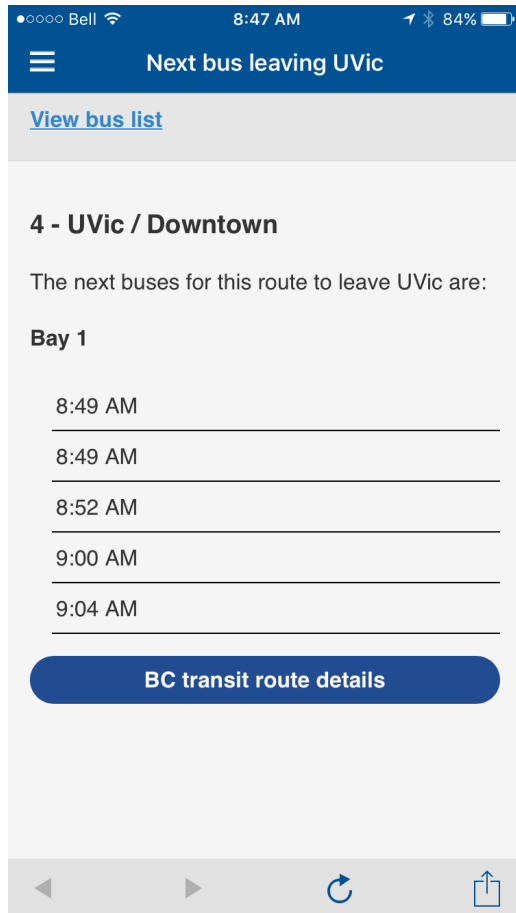 Bell 8:47 AM 84%
Next bus leaving UVic
View bus list
4 - UVic / Downtown
The next buses for this route to leave UVic are:
Bay 1
8:49 AM
8:49 AM
8:52 AM
9:00 AM
9:04 AM
BC transit route details